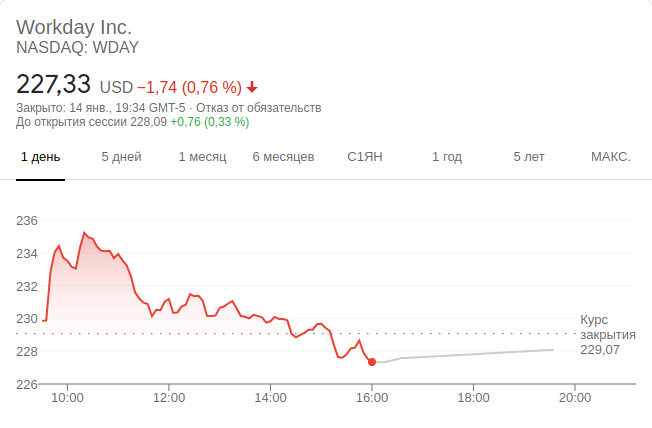 Workday Inc.
NASDAQ: WDAY
227,33 USD −1,74 (0,76 %)
Закрыто: 14 янв., 19:34 GMT-5 · Отказ от обязательств
До открытия сессии 228,09 +0,76 (0,33 %)
1 день 5 дней 1 месяц 6 месяцев С1ЯН 1 год 5 лет МАКС.
236
234
232
230
228
226
Курс
закрытия
229,07
10:00 12:00 14:00 16:00 18:00 20:00